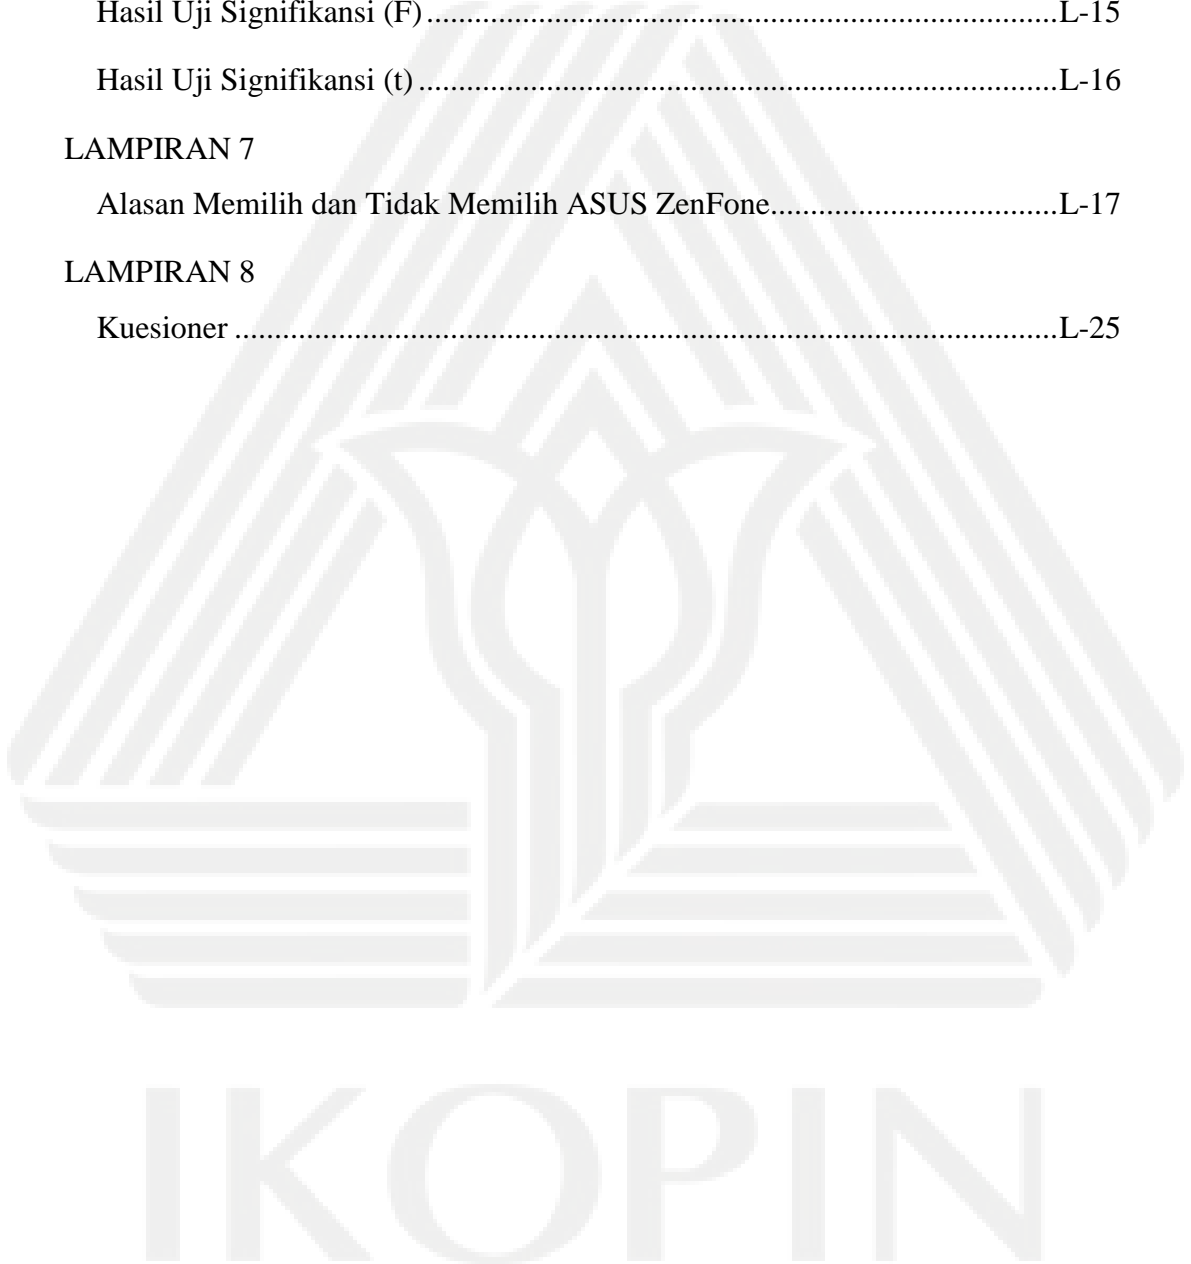 Hasil Uji Signifikansi (F)....................................................................................L-15
Hasil Uji Signifikansi (t)....................................................................................L-16
LAMPIRAN 7
Alasan Memilih dan Tidak Memilih ASUS ZenFone....................................L-17
LAMPIRAN 8
Kuesioner ............................................................................................................L-25
IKOPIN